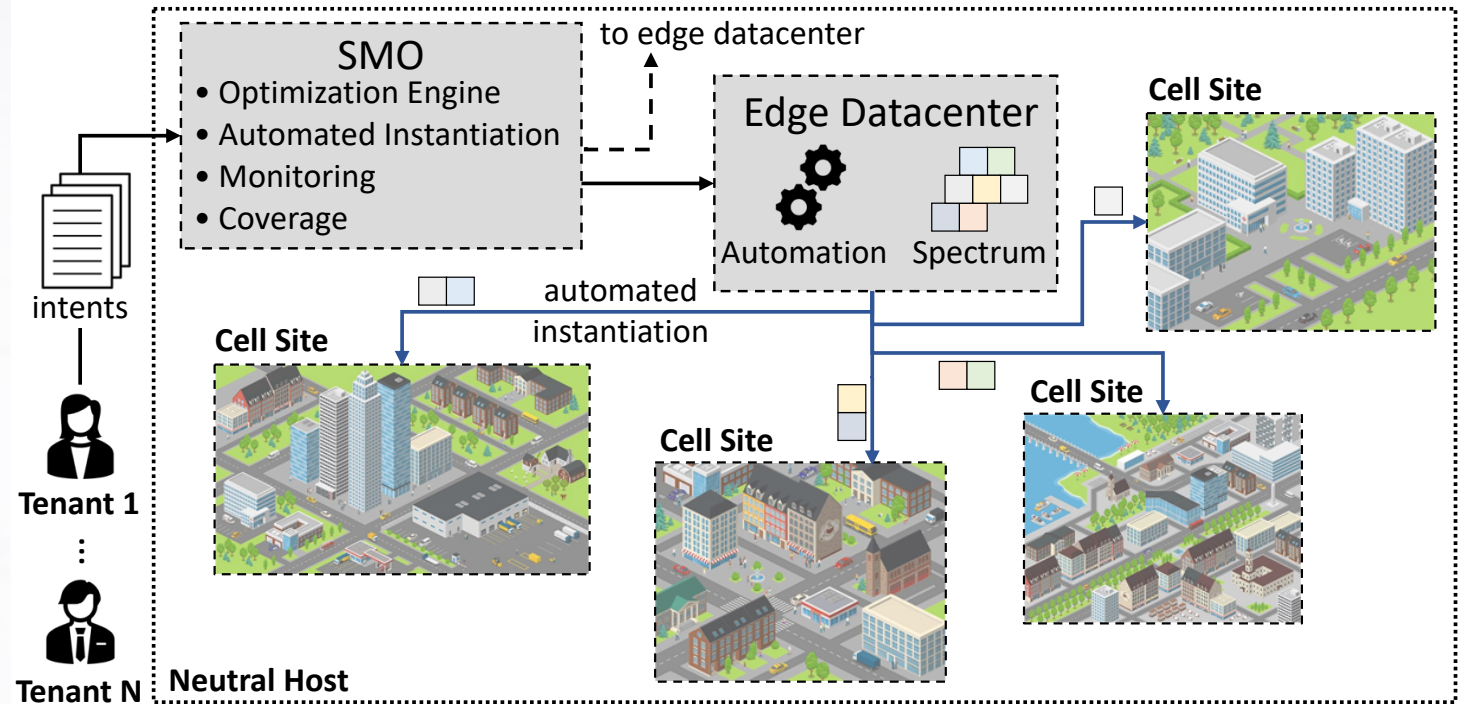 SMO
• Optimization Engine
• Automated Instantiation
• Monitoring
• Coverage
to edge datacenter
Edge Datacenter
Automation
Spectrum
Cell Site
intents
automated
instantiation
Cell Site
Cell Site
Cell Site
Tenant 1
⋮
Tenant N
Neutral Host